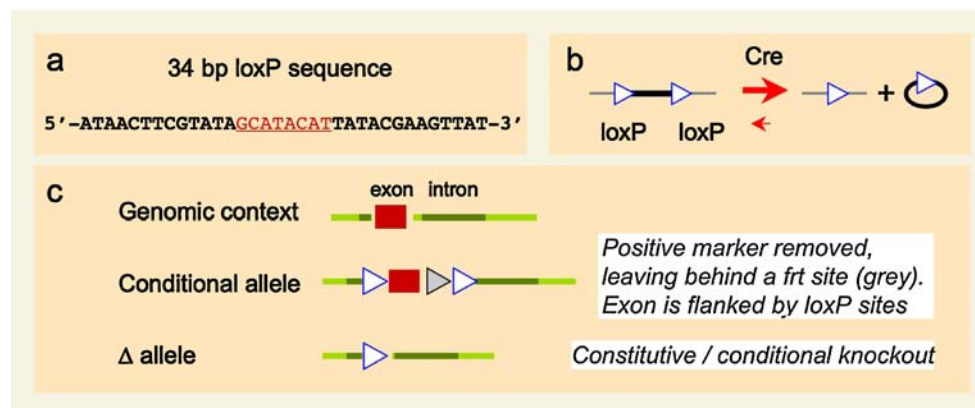 a
34 bp loxP sequence
5’-ATAACTTCGTATAGCATACATTATACGAAGTTAT-3’
b
Cre
+
loxP loxP
c
exon intron
Genomic context
Conditional allele
Positive marker removed,
leaving behind a frt site (grey).
Exon is flanked by loxP sites
Δ allele
Constitutive / conditional knockout